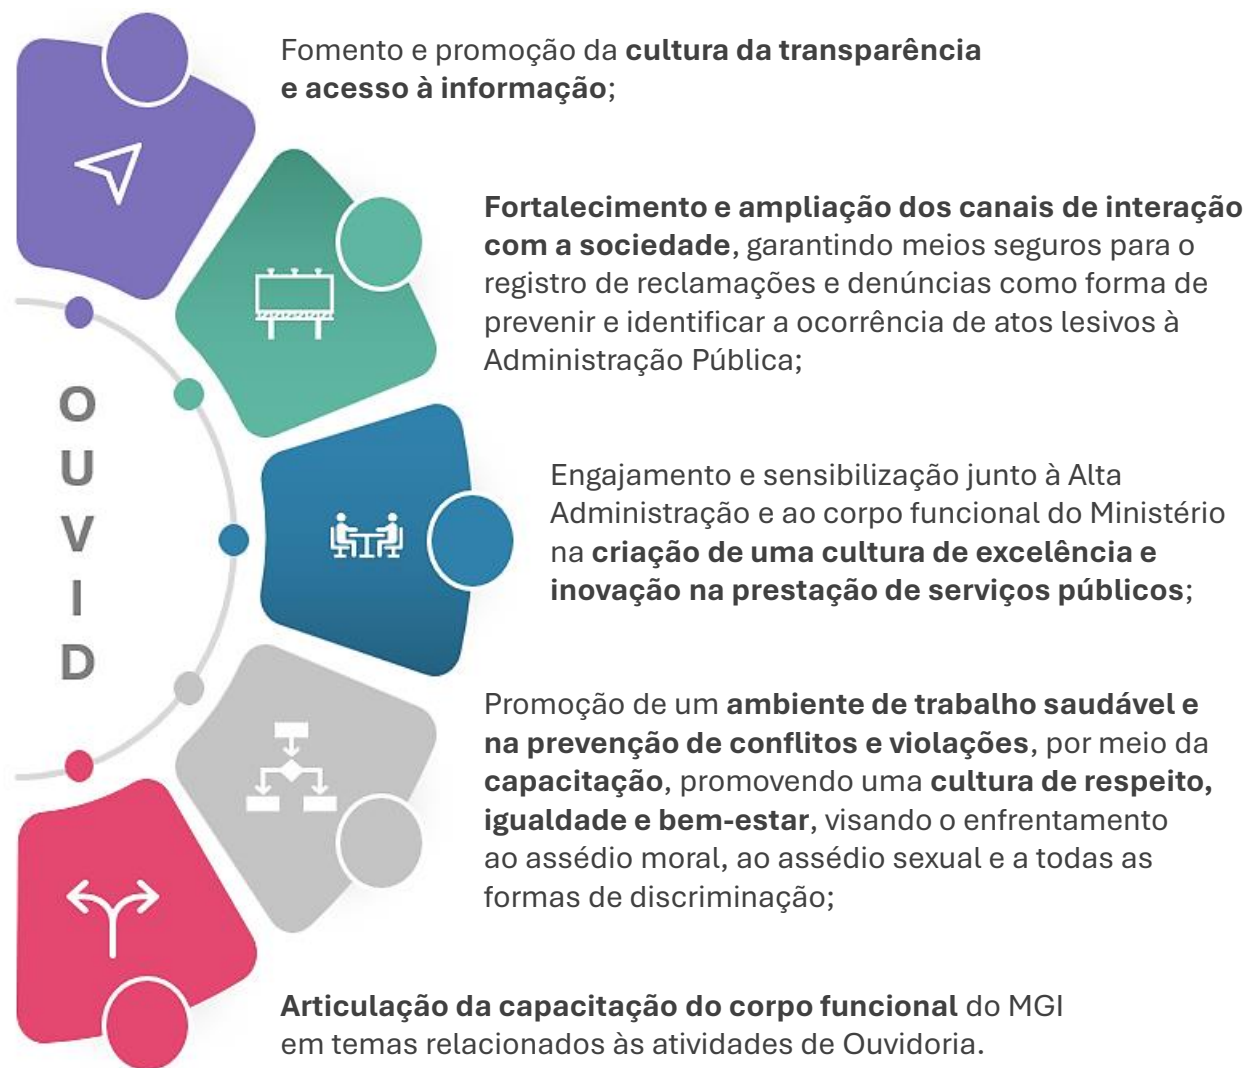 Fomento e promoção da cultura da transparência
e acesso à informação;
Fortalecimento e ampliação dos canais de interação
com a sociedade, garantindo meios seguros para o
registro de reclamações e denúncias como forma de
prevenir e identificar a ocorrência de atos lesivos à
Administração Pública;
O
U
V
I
D
Engajamento e sensibilização junto à Alta
Administração e ao corpo funcional do Ministério
na criação de uma cultura de excelência e
inovação na prestação de serviços públicos;
Promoção de um ambiente de trabalho saudável e
na prevenção de conflitos e violações, por meio da
capacitação, promovendo uma cultura de respeito,
igualdade e bem-estar, visando o enfrentamento
ao assédio moral, ao assédio sexual e a todas as
formas de discriminação;
Articulação da capacitação do corpo funcional do MGI
em temas relacionados às atividades de Ouvidoria.